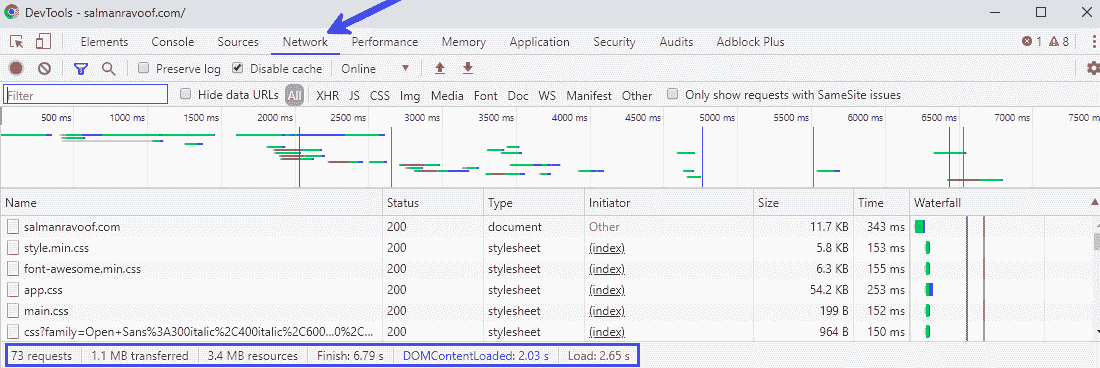 DevTools - salmanravoof.com/
Elements Console Sources Network Performance Memory Application Security Audits Adblock Plus 1 8
Preserve log Disable cache Online
Filter Hide data URLs All XHR JS CSS Img Media Font Doc WS Manifest Other Only show requests with SameSite issues
500 ms 1000 ms 1500 ms 2000 ms 2500 ms 3000 ms 3500 ms 4000 ms 4500 ms 5000 ms 5500 ms 6000 ms 6500 ms 7000 ms 7500 m
Name Status Type Initiator Size Time Waterfall
salmanravoof.com 200 document Other 11.7 KB 343 ms
style.min.css 200 stylesheet (index) 5.8 KB 153 ms
font-awesome.min.css 200 stylesheet (index) 6.3 KB 155 ms
app.css 200 stylesheet (index) 54.2 KB 253 ms
main.css 200 stylesheet (index) 199 B 152 ms
css?family=Open+Sans%3A300italic%2C400italic%2C600...0%2C... 200 stylesheet (index) 964 B 150 ms
73 requests 1.1 MB transferred 3.4 MB resources Finish: 6.79 s DOMContentLoaded: 2.03 s Load: 2.65 s